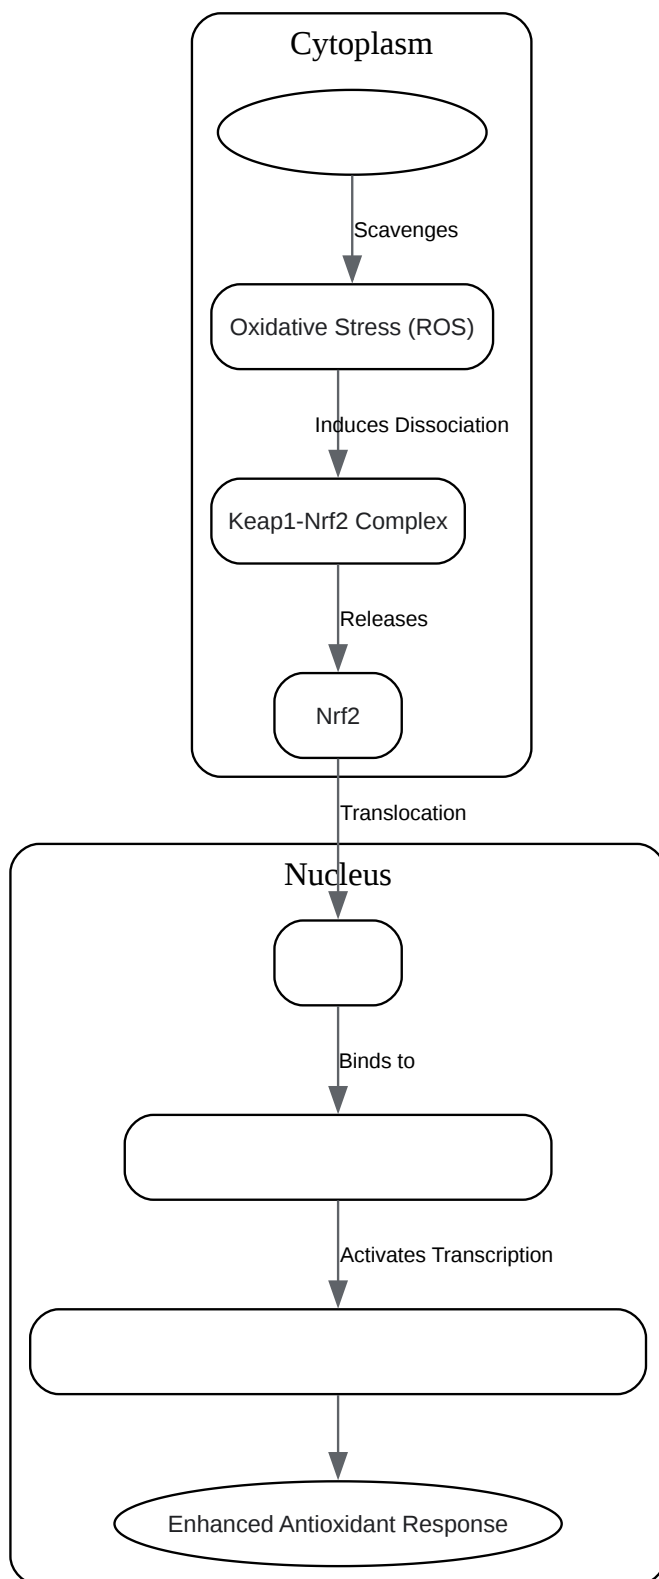 Cytoplasm
Scavenges
Oxidative Stress (ROS)
Induces Dissociation
Keap1-Nrf2 Complex
Releases
Nrf2
Translocation
Nucleus
Binds to
Activates Transcription
Enhanced Antioxidant Response